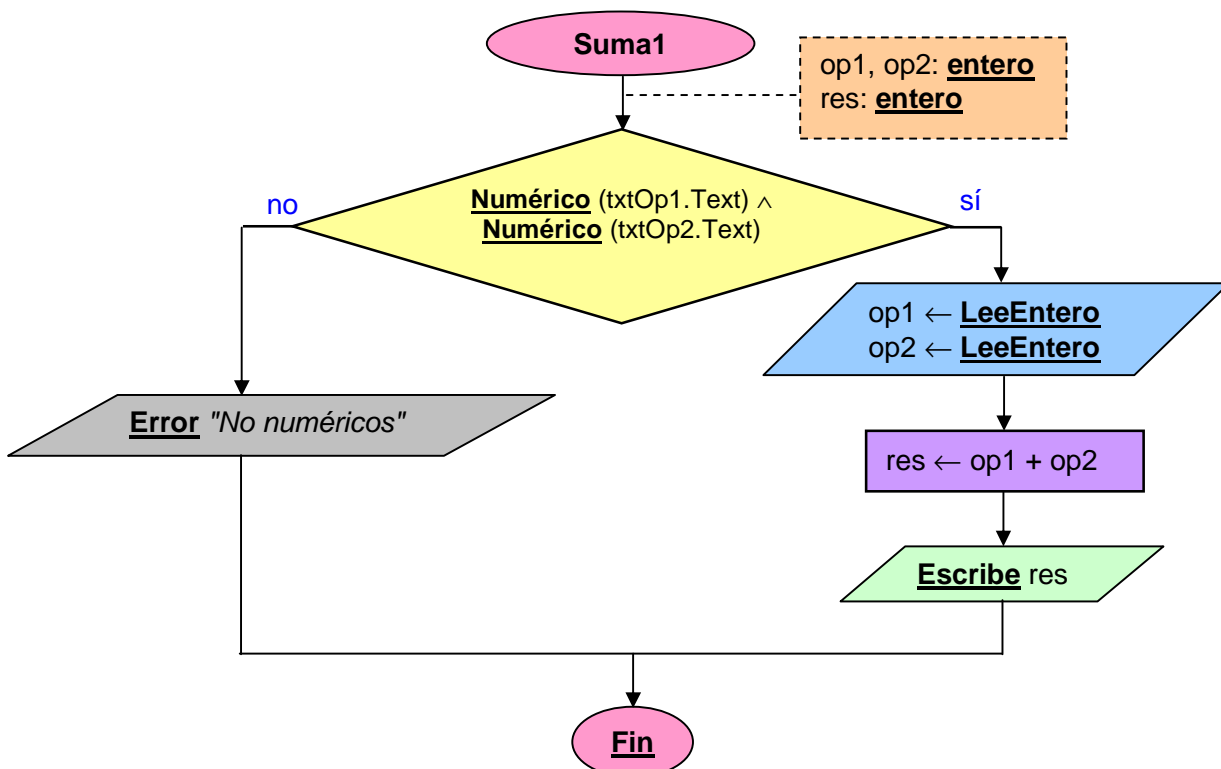 Suma1
op1, op2: entero
res: entero
Numérico (txtOp1.Text) ∧
Numérico (txtOp2.Text)
no
sí
op1 ← LeeEntero
op2 ← LeeEntero
Error "No numéricos"
res ← op1 + op2
Escribe res
Fin